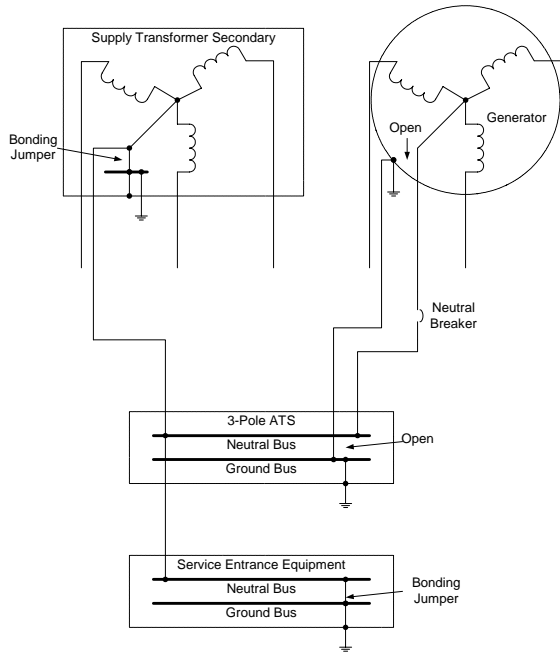 Supply Transformer Secondary
Bonding
Jumper
Open
Generator
Neutral
Breaker
3-Pole ATS
Neutral Bus
Open
Ground Bus
Service Entrance Equipment
Neutral Bus
Bonding
Jumper
Ground Bus